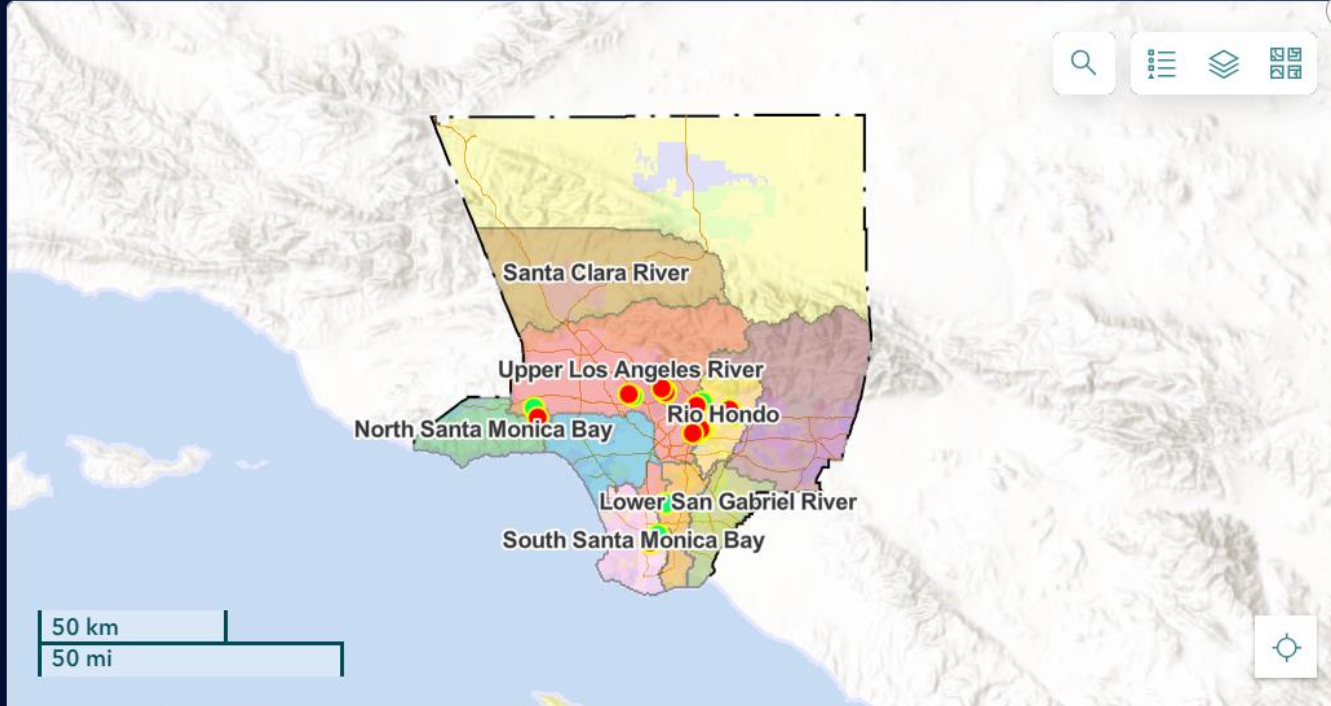 Santa Clara River
Upper Los Angeles River
Rio Hondo
North Santa Monica Bay
Lower San Gabriel River
South Santa Monica Bay
50 km
50 mi